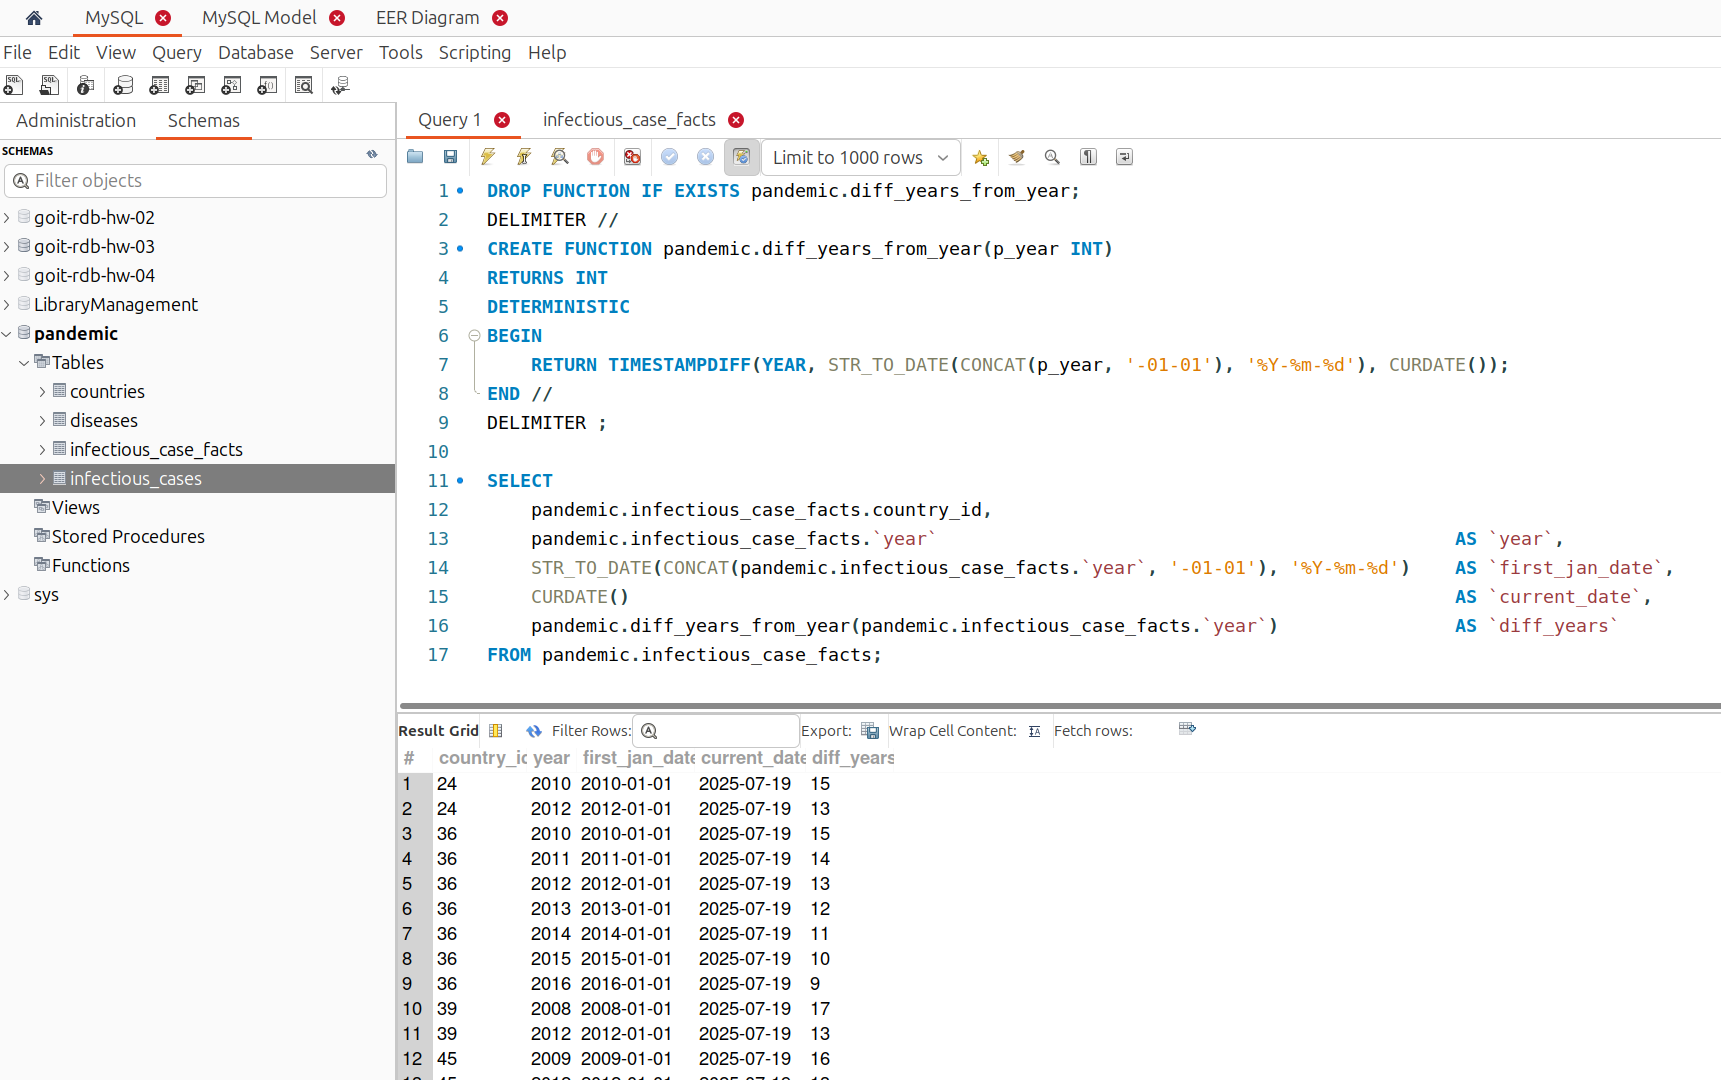 MySQL MySQL Model EER Diagram
File Edit View Query Database Server Tools Scripting Help
Administration Schemas
SCHEMAS
Filter objects
goit-rdb-hw-02
goit-rdb-hw-03
goit-rdb-hw-04
LibraryManagement
pandemic
Tables
countries
diseases
infectious_case_facts
infectious_cases
Views
Stored Procedures
Functions
sys
Query 1 infectious_case_facts
Limit to 1000 rows
1 DROP FUNCTION IF EXISTS pandemic.diff_years_from_year;
2 DELIMITER //
3 CREATE FUNCTION pandemic.diff_years_from_year(p_year INT)
4 RETURNS INT
5 DETERMINISTIC
6 BEGIN
7 RETURN TIMESTAMPDIFF(YEAR, STR_TO_DATE(CONCAT(p_year, '-01-01'), '%Y-%m-%d'), CURDATE());
8 END //
9 DELIMITER ;
10
11 SELECT
12 pandemic.infectious_case_facts.country_id,
13 pandemic.infectious_case_facts.`year` AS `year`,
14 STR_TO_DATE(CONCAT(pandemic.infectious_case_facts.`year`, '-01-01'), '%Y-%m-%d') AS `first_jan_date`,
15 CURDATE() AS `current_date`,
16 pandemic.diff_years_from_year(pandemic.infectious_case_facts.`year`) AS `diff_years`
17 FROM pandemic.infectious_case_facts;
Result Grid Filter Rows: Export: Wrap Cell Content: Fetch rows:
# country_id year first_jan_date current_date diff_years
1 24 2010 2010-01-01 2025-07-19 15
2 24 2012 2012-01-01 2025-07-19 13
3 36 2010 2010-01-01 2025-07-19 15
4 36 2011 2011-01-01 2025-07-19 14
5 36 2012 2012-01-01 2025-07-19 13
6 36 2013 2013-01-01 2025-07-19 12
7 36 2014 2014-01-01 2025-07-19 11
8 36 2015 2015-01-01 2025-07-19 10
9 36 2016 2016-01-01 2025-07-19 9
10 39 2008 2008-01-01 2025-07-19 17
11 39 2012 2012-01-01 2025-07-19 13
12 45 2009 2009-01-01 2025-07-19 16